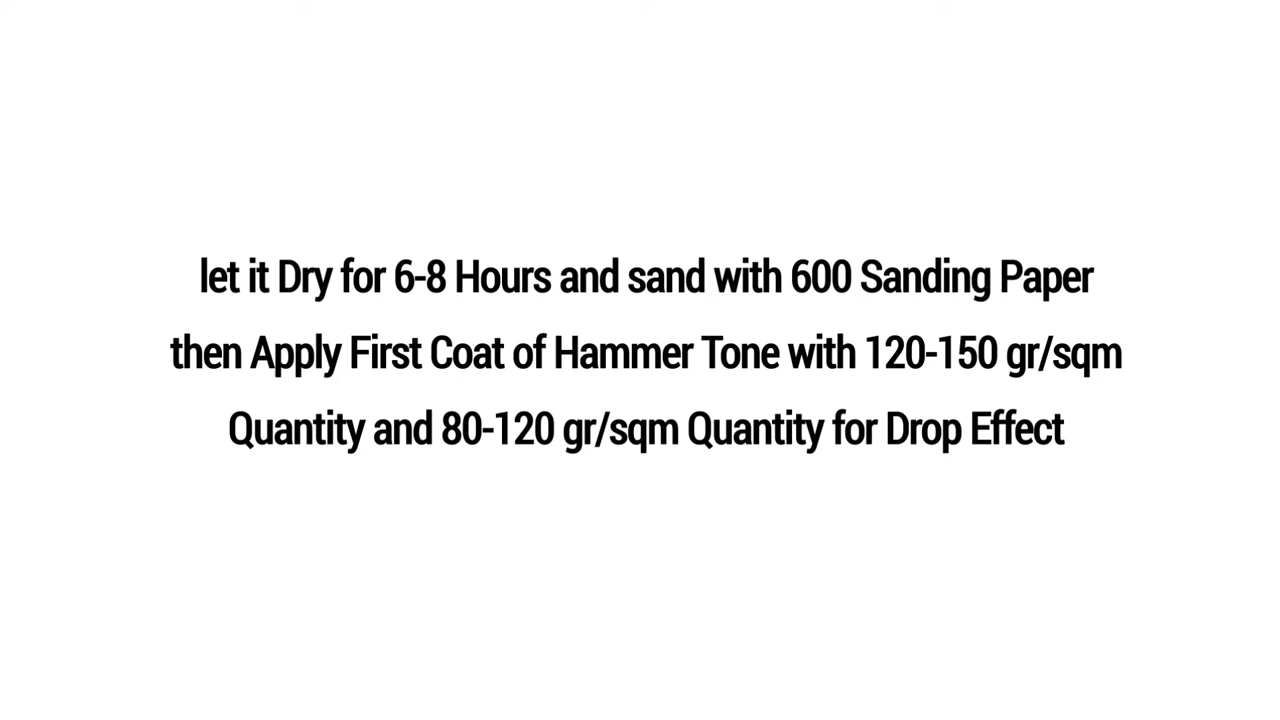 let it Dry for 6-8 Hours and sand with 600 Sanding Paper
then Apply First Coat of Hammer Tone with 120-150 gr/sqm
Quantity and 80-120 gr/sqm Quantity for Drop Effect